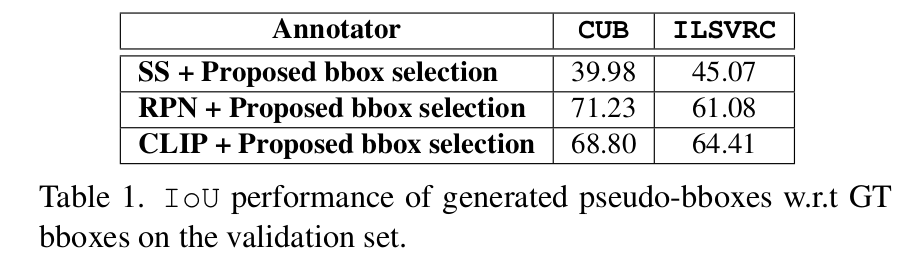 Annotator CUB ILSVRC
SS + Proposed bbox selection 39.98 45.07
RPN + Proposed bbox selection 71.23 61.08
CLIP + Proposed bbox selection 68.80 64.41
Table 1. IoU performance of generated pseudo-bboxes w.r.t GT
bboxes on the validation set.